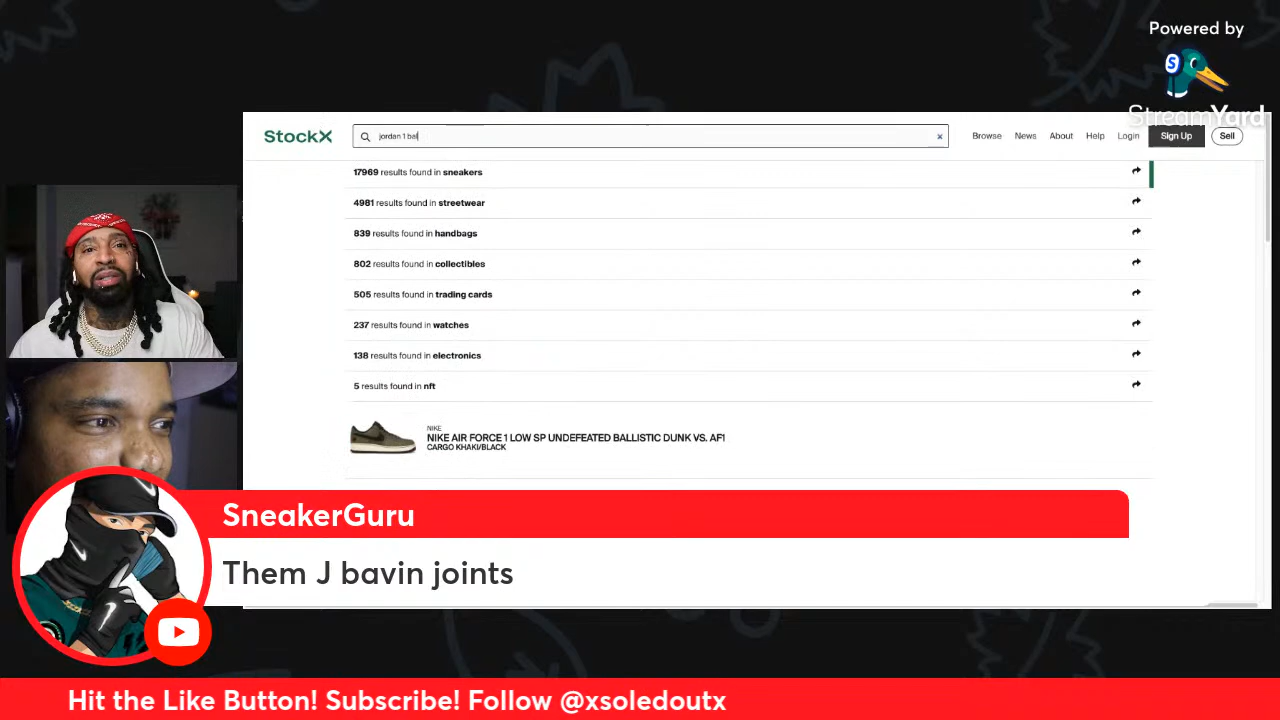 Powered by
StreamYard
StockX
jordan 1 bal
Browse
News
About
Help
Login
Sign Up
Sell
17969 results found in sneakers
4981 results found in streetwear
839 results found in handbags
802 results found in collectibles
505 results found in trading cards
237 results found in watches
138 results found in electronics
5 results found in nft
NIKE
NIKE AIR FORCE 1 LOW SP UNDEFEATED BALLISTIC DUNK VS. AF1
CARGO KHAKI/BLACK
SneakerGuru
Them J bavin joints
Hit the Like Button! Subscribe! Follow @xsoledoutx